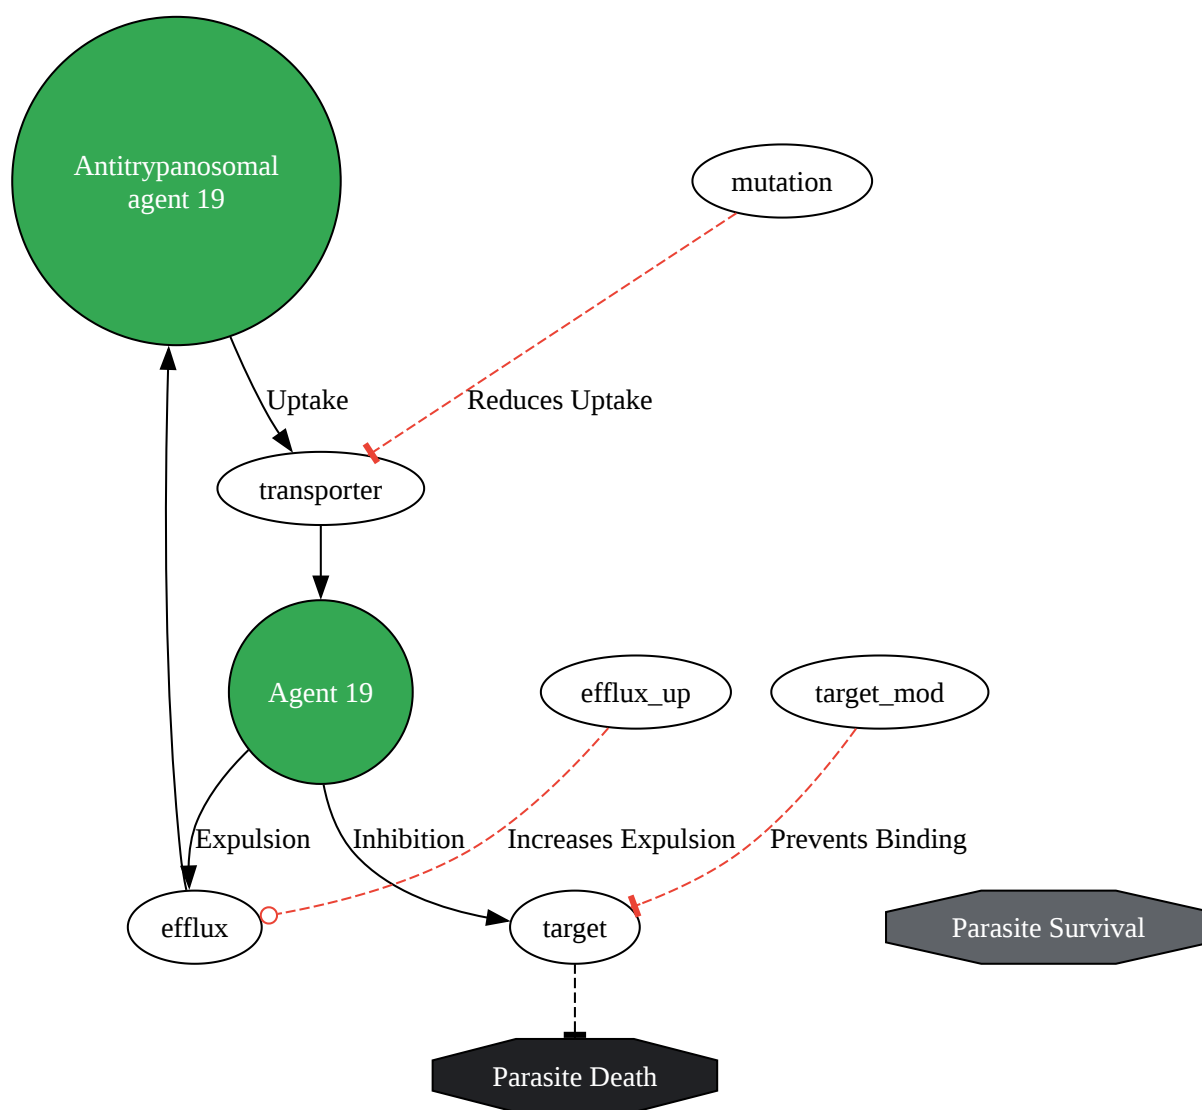 Antitrypanosomal
agent 19
mutation
Uptake
Reduces Uptake
transporter
Agent 19
efflux_up
target_mod
Expulsion
Inhibition
Increases Expulsion
Prevents Binding
efflux
target
Parasite Survival
Parasite Death